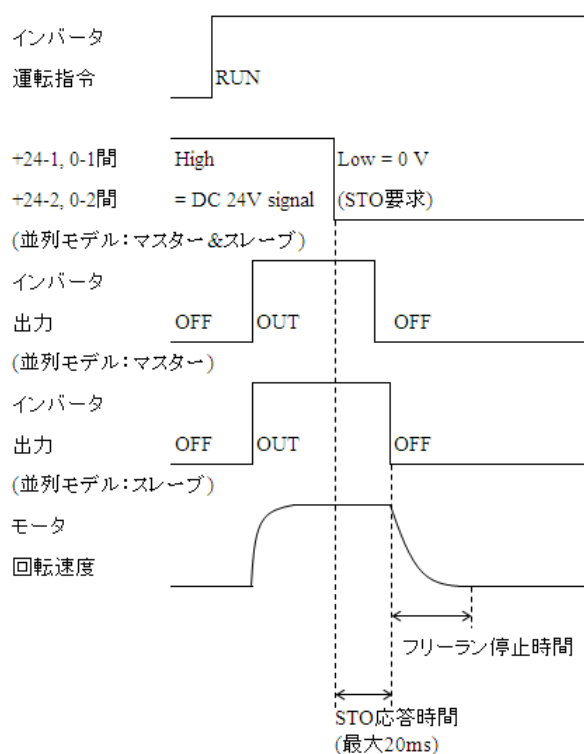 インバータ
運転指令 RUN
+24-1, 0-1間 High Low = 0 V
+24-2, 0-2間 = DC 24V signal (STO要求)
(並列モデル：マスター&スレーブ)
インバータ
出力 OFF OUT OFF
(並列モデル：マスター)
インバータ
出力 OFF OUT OFF
(並列モデル：スレーブ)
モータ
回転速度
フリーラン停止時間
STO応答時間
(最大20ms)